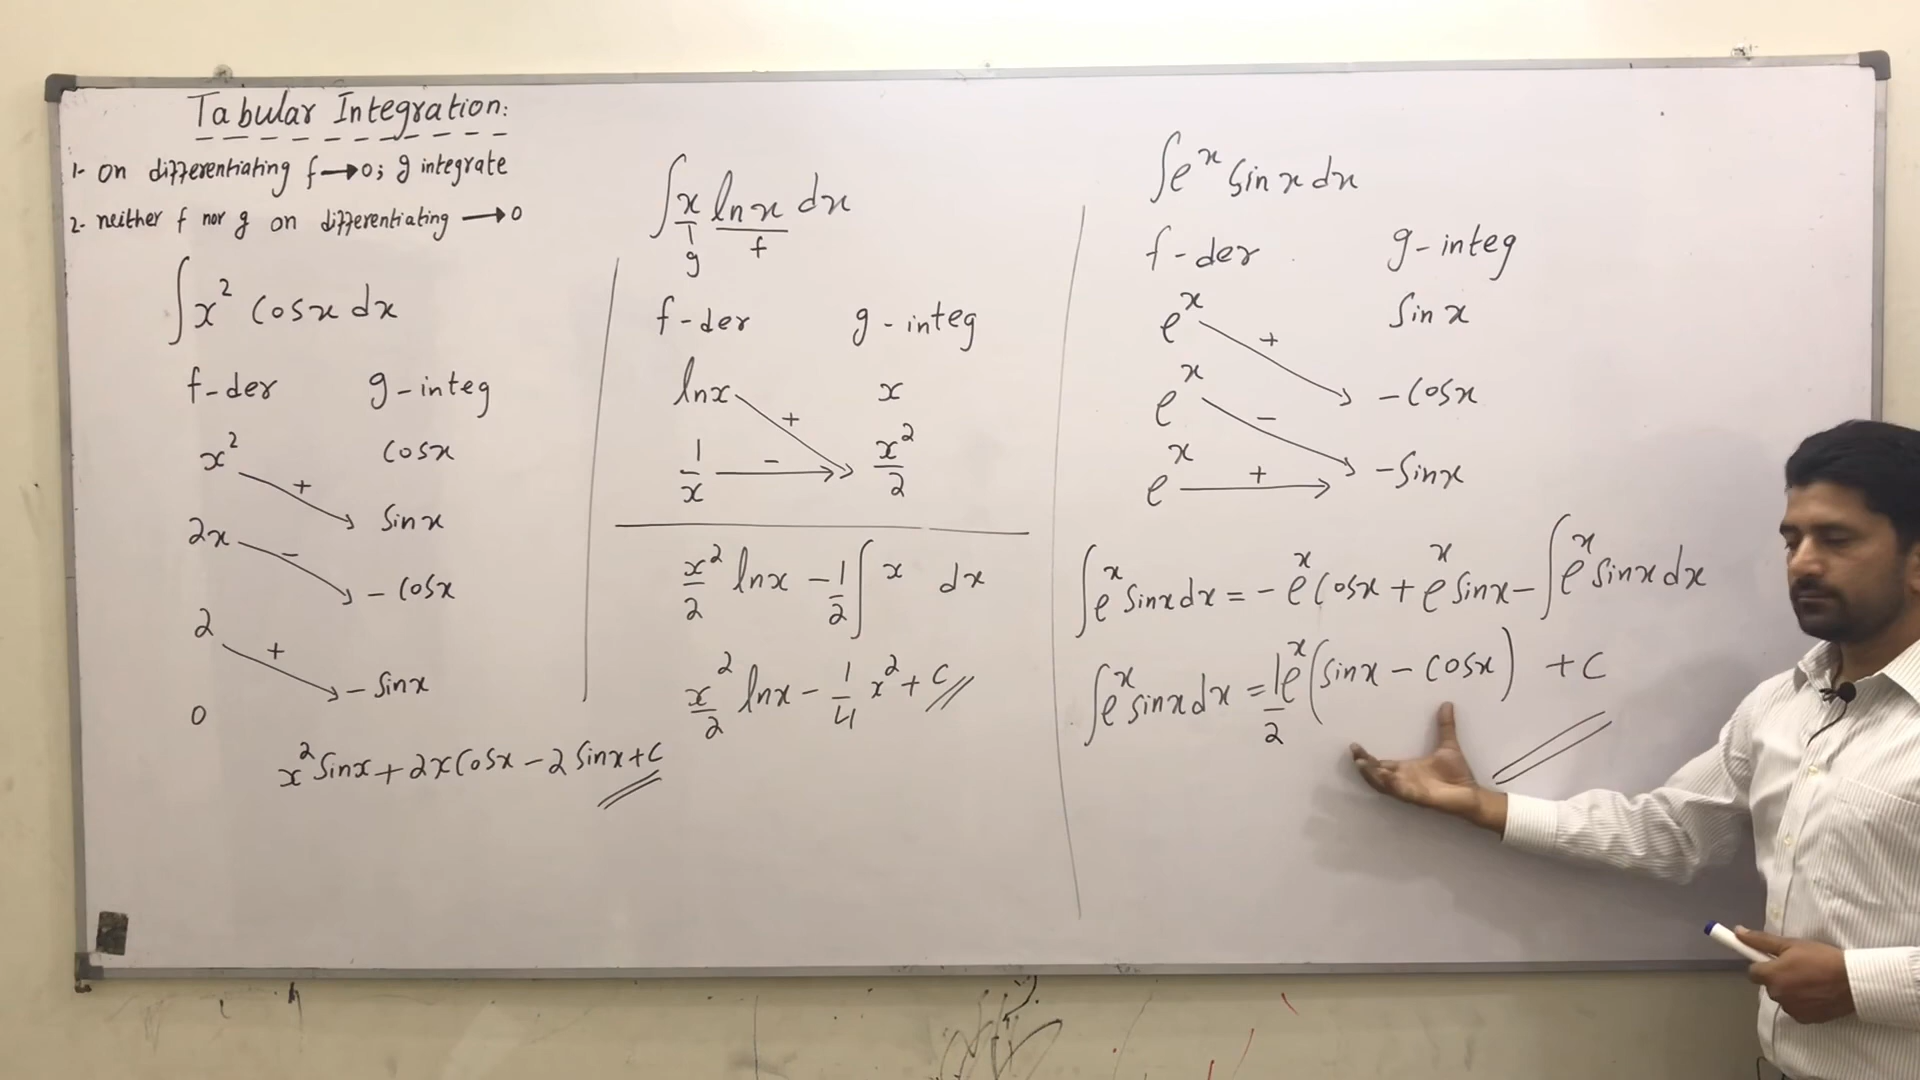 Tabular Integration:
1- on differentiating f→0; g integrate
2- neither f nor g on differentiating → 0
∫x² Cosx dx
f-der g-integ
x² Cosx
+
2x Sinx
-
2 -Cosx
+
0 -Sinx
x² Sinx + 2x Cosx - 2 Sinx + C
∫x lnx dx
g f
f-der g-integ
lnx x
+
1/x - x²/2
x²/2 lnx - 1/2 ∫ x dx
x²/2 lnx - 1/4 x² + C
∫eˣ Sinx dx
f-der g-integ
eˣ Sinx
+
eˣ -Cosx
-
eˣ + -Sinx
∫eˣ Sinx dx = -eˣ Cosx + eˣ Sinx - ∫eˣ Sinx dx
∫eˣ Sinx dx = 1/2 eˣ (Sinx - Cosx) + C